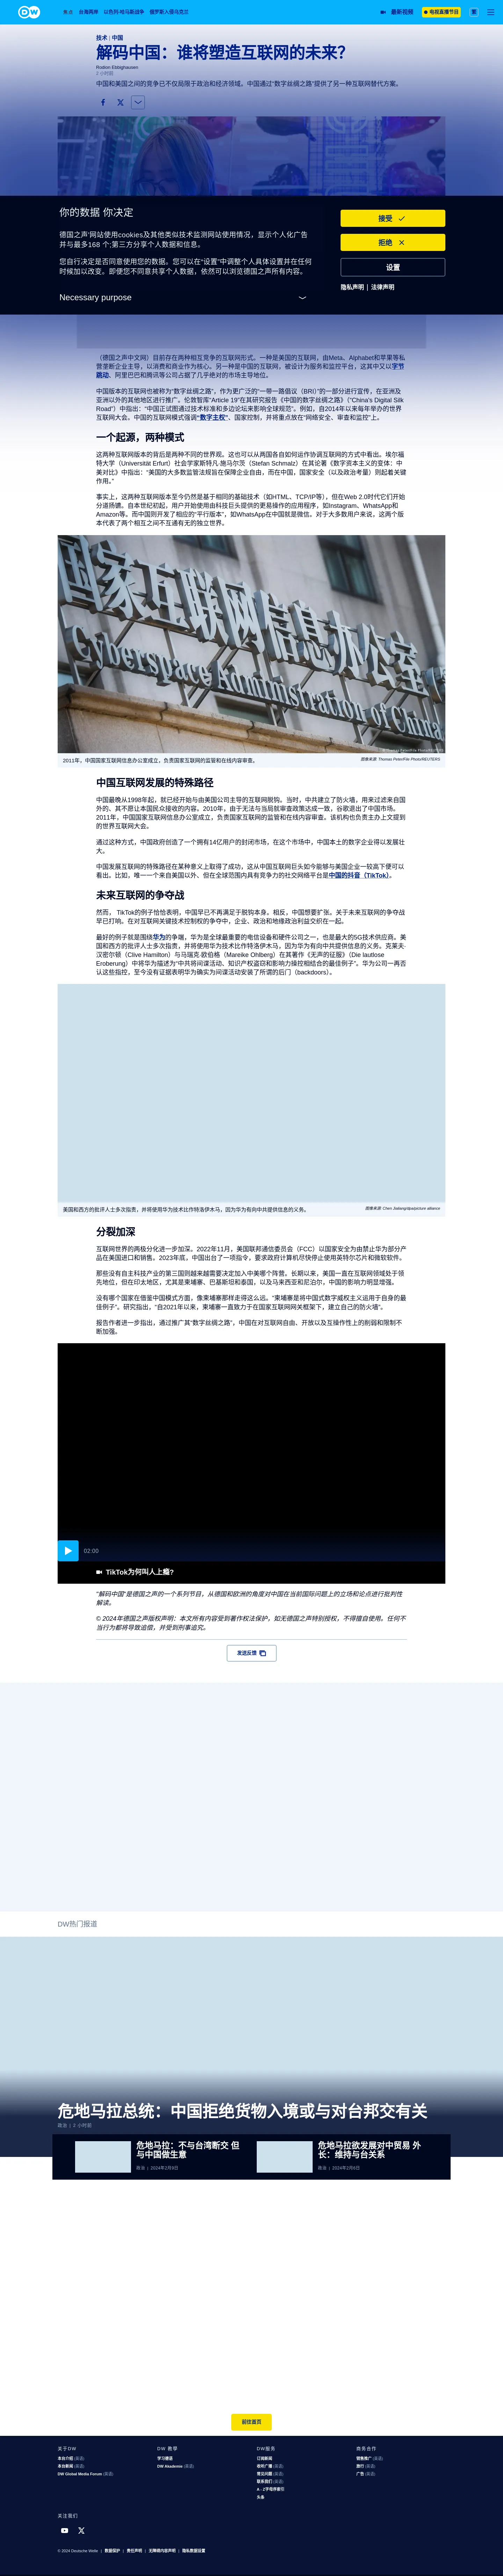 DW
焦点 台海两岸 以色列-哈马斯战争 俄罗斯入侵乌克兰
最新视频
电视直播节目
繁
技术 | 中国
解码中国：谁将塑造互联网的未来？
Rodion Ebbighausen
2 小时前
中国和美国之间的竞争已不仅局限于政治和经济领域。中国通过"数字丝绸之路"提供了另一种互联网替代方案。
你的数据 你决定
德国之声网站使用cookies及其他类似技术监测网站使用情况，显示个人化广告并与最多168 个;第三方分享个人数据和信息。
您自行决定是否同意使用您的数据。您可以在"设置"中调整个人具体设置并在任何时候加以改变。即便您不同意共享个人数据，依然可以浏览德国之声所有内容。
Necessary purpose
接受
拒绝
设置
隐私声明 | 法律声明
（德国之声中文网）目前存在两种相互竞争的互联网形式。一种是美国的互联网，由Meta、Alphabet和苹果等私营垄断企业主导，以消费和商业作为核心。另一种是中国的互联网，被设计为服务和监控平台，这其中又以字节跳动、阿里巴巴和腾讯等公司占据了几乎绝对的市场主导地位。
中国版本的互联网也被称为"数字丝绸之路"，作为更广泛的"一带一路倡议（BRI）"的一部分进行宣传，在亚洲及亚洲以外的其他地区进行推广。伦敦智库"Article 19"在其研究报告《中国的数字丝绸之路》（"China's Digital Silk Road"）中指出："中国正试图通过技术标准和多边论坛来影响全球规范"。例如，自2014年以来每年举办的世界互联网大会。中国的互联网模式强调"数字主权"、国家控制，并将重点放在"网络安全、审查和监控"上。
一个起源，两种模式
这两种互联网版本的背后是两种不同的世界观。这也可以从两国各自如何运作协调互联网的方式中看出。埃尔福特大学（Universität Erfurt）社会学家斯特凡·施马尔茨（Stefan Schmalz）在其论著《数字资本主义的变体：中美对比》中指出："美国的大多数监管法规旨在保障企业自由，而在中国，国家安全（以及政治考量）则起着关键作用。"
事实上，这两种互联网版本至今仍然是基于相同的基础技术（如HTML、TCP/IP等），但在Web 2.0时代它们开始分道扬镳。自本世纪初起，用户开始使用由科技巨头提供的更易操作的应用程序，如Instagram、WhatsApp和Amazon等。而中国则开发了相应的"平行版本"，如WhatsApp在中国就是微信。对于大多数用户来说，这两个版本代表了两个相互之间不互通有无的独立世界。
2011年，中国国家互联网信息办公室成立，负责国家互联网的监管和在线内容审查。
图像来源: Thomas Peter/File Photo/REUTERS
中国互联网发展的特殊路径
中国最晚从1998年起，就已经开始与由美国公司主导的互联网脱钩。当时，中共建立了防火墙，用来过滤来自国外的、其不愿让本国民众接收的内容。2010年，由于无法与当局就审查政策达成一致，谷歌退出了中国市场。2011年，中国国家互联网信息办公室成立，负责国家互联网的监管和在线内容审查。该机构也负责主办上文提到的世界互联网大会。
通过这种方式，中国政府创造了一个拥有14亿用户的封闭市场，在这个市场中，中国本土的数字企业得以发展壮大。
中国发展互联网的特殊路径在某种意义上取得了成功，这从中国互联网巨头如今能够与美国企业一较高下便可以看出。比如，唯一一个来自美国以外、但在全球范围内具有竞争力的社交网络平台是中国的抖音（TikTok）。
未来互联网的争夺战
然而， TikTok的例子恰恰表明，中国早已不再满足于脱钩本身。相反，中国想要扩张。关于未来互联网的争夺战早已打响。在对互联网关键技术控制权的争夺中，企业、政治和地缘政治利益交织在一起。
最好的例子就是围绕华为的争端，华为是全球最重要的电信设备和硬件公司之一，也是最大的5G技术供应商。美国和西方的批评人士多次指责，并将使用华为技术比作特洛伊木马，因为华为有向中共提供信息的义务。克莱夫·汉密尔顿（Clive Hamilton）与马瑞克·欧伯格（Mareike Ohlberg）在其著作《无声的征服》（Die lautlose Eroberung）中将华为描述为"中共将间谍活动、知识产权盗窃和影响力操控相结合的最佳例子"。华为公司一再否认这些指控，至今没有证据表明华为确实为间谍活动安装了所谓的后门（backdoors）。
美国和西方的批评人士多次指责，并将使用华为技术比作特洛伊木马，因为华为有向中共提供信息的义务。
图像来源: Chen Jialiang/dpa/picture alliance
分裂加深
互联网世界的两极分化进一步加深。2022年11月，美国联邦通信委员会（FCC）以国家安全为由禁止华为部分产品在美国进口和销售。2023年底，中国出台了一项指令，要求政府计算机尽快停止使用英特尔的芯片和微软软件。
那些没有自主科技产业的第三国则越来越需要决定加入中美哪个阵营。长期以来，美国一直在互联网领域处于领先地位，但在印太地区，尤其是柬埔寨、巴基斯坦和泰国，以及马来西亚和尼泊尔，中国的影响力明显增强。
没有哪个国家在借鉴中国模式方面，像柬埔寨那样走得这么远。"柬埔寨是将中国式数字威权主义运用于自身的最佳例子"。研究指出，"自2021年以来，柬埔寨一直致力于在国家互联网网关框架下，建立自己的防火墙"。
报告作者进一步指出，通过推广其"数字丝绸之路"，中国在对互联网自由、开放以及互操作性上的削弱和限制不断加强。
02:00
TikTok为何叫人上瘾?
"解码中国"是德国之声的一个系列节目，从德国和欧洲的角度对中国在当前国际问题上的立场和论点进行批判性解读。
© 2024年德国之声版权声明：本文所有内容受到著作权法保护，如无德国之声特别授权，不得擅自使用。任何不当行为都将导致追偿，并受到刑事追究。
发送反馈
DW热门报道
危地马拉总统：中国拒绝货物入境或与对台邦交有关
政治 | 2 小时前
危地马拉：不与台湾断交 但与中国做生意
政治 | 2024年2月9日
危地马拉欲发展对中贸易 外长：维持与台关系
政治 | 2024年2月6日
前往首页
关于DW
本台介绍 (英语)
本台新闻 (英语)
DW Global Media Forum (英语)
DW 教學
学习德语
DW Akademie (英语)
DW服务
订阅新闻
收听广播 (英语)
常见问题 (英语)
联系我们 (英语)
A - Z字母序索引
头条
商务合作
销售推广 (英语)
旅行 (英语)
广告 (英语)
关注我们
© 2024 Deutsche Welle | 数据保护 | 责任声明 | 无障碍内容声明 | 隐私数据设置